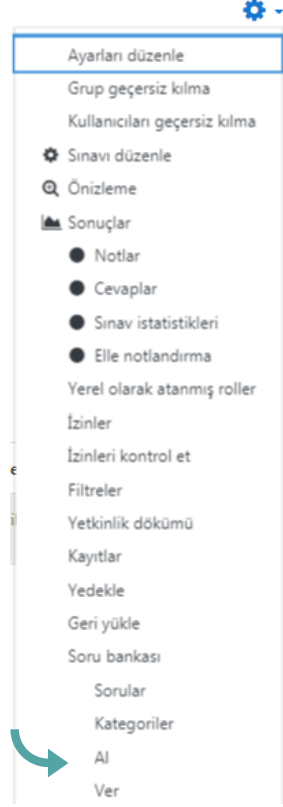 Ayarları düzenle
Grup geçersiz kılma
Kullanıcıları geçersiz kılma
Sınavı düzenle
Önizleme
Sonuçlar
Notlar
Cevaplar
Sınav istatistikleri
Elle notlandırma
Yerel olarak atanmış roller
İzinler
İzinleri kontrol et
Filtreler
Yetkinlik dökümü
Kayıtlar
Yedekle
Geri yükle
Soru bankası
Sorular
Kategoriler
Al
Ver